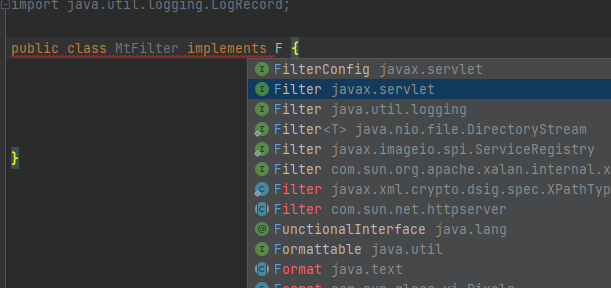 import java.util.logging.LogRecord;
public class MtFilter implements F {
I FilterConfig javax.servlet
I Filter javax.servlet
I Filter java.util.logging
I Filter<T> java.nio.file.DirectoryStream
I Filter javax.imageio.spi.ServiceRegistry
I Filter com.sun.org.apache.xalan.internal.x
C Filter javax.xml.crypto.dsig.spec.XPathTyp
C Filter com.sun.net.httpserver
@ FunctionalInterface java.lang
I Formattable java.util
C Format java.text
}